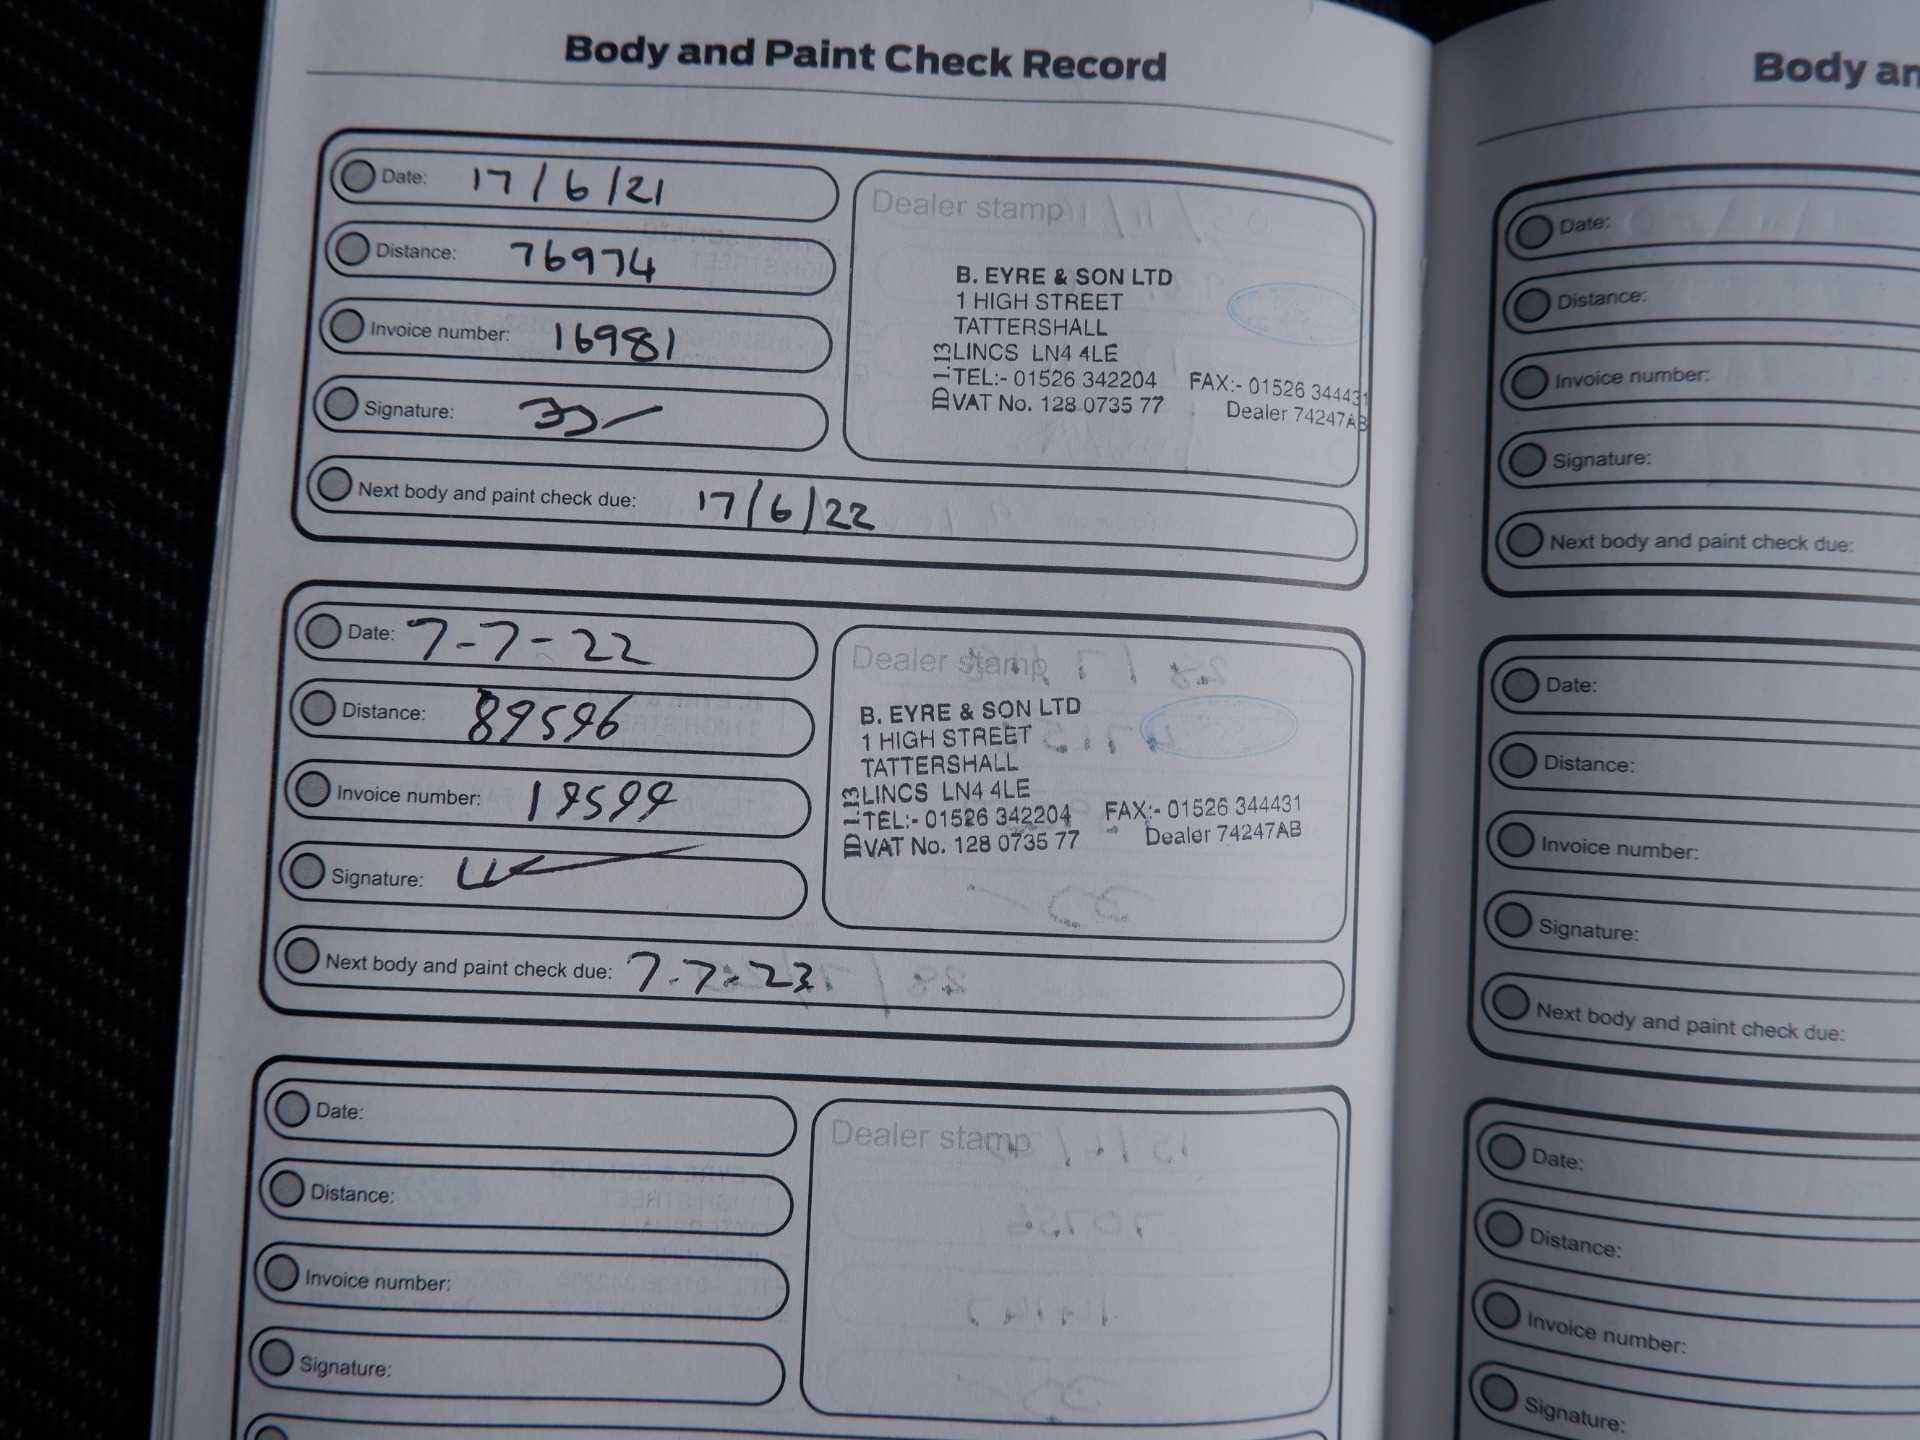 Body and Paint Check Record
Date: 17/6/21
Distance: 76974
Invoice number: 16981
Signature:
Next body and paint check due: 17/6/22
Dealer stamp
B. EYRE & SON LTD
1 HIGH STREET
TATTERSHALL
LINCS LN4 4LE
TEL:- 01526 342204 FAX:- 01526 344431
VAT No. 128 0735 77 Dealer 74247AB
Date: 7-7-22
Distance: 89596
Invoice number:
Signature:
Next body and paint check due: 7-7-23
Dealer stamp
B. EYRE & SON LTD
1 HIGH STREET
TATTERSHALL
LINCS LN4 4LE
TEL:- 01526 342204 FAX:- 01526 344431
VAT No. 128 0735 77 Dealer 74247AB
Date:
Distance:
Invoice number:
Signature:
Dealer stamp
Body an
Date:
Distance:
Invoice number:
Signature:
Next body and paint check due:
Date:
Distance:
Invoice number:
Signature:
Next body and paint check due:
Date:
Distance:
Invoice number:
Signature: